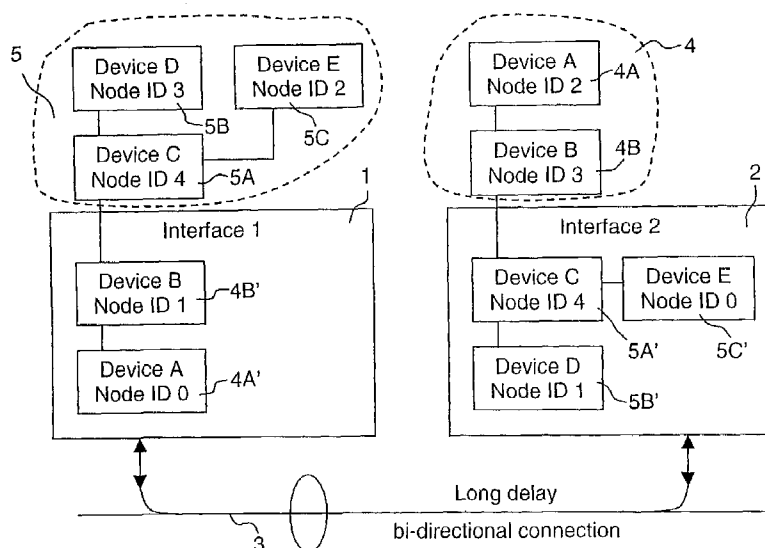 5
Device D
Node ID 3
5B
Device E
Node ID 2
5C
Device C
Node ID 4
5A
4
Device A
Node ID 2
4A
Device B
Node ID 3
4B
1
Interface 1
Device B
Node ID 1
4B'
Device A
Node ID 0
4A'
2
Interface 2
Device C
Node ID 4
5A'
Device E
Node ID 0
5C'
Device D
Node ID 1
5B'
Long delay
3
bi-directional connection